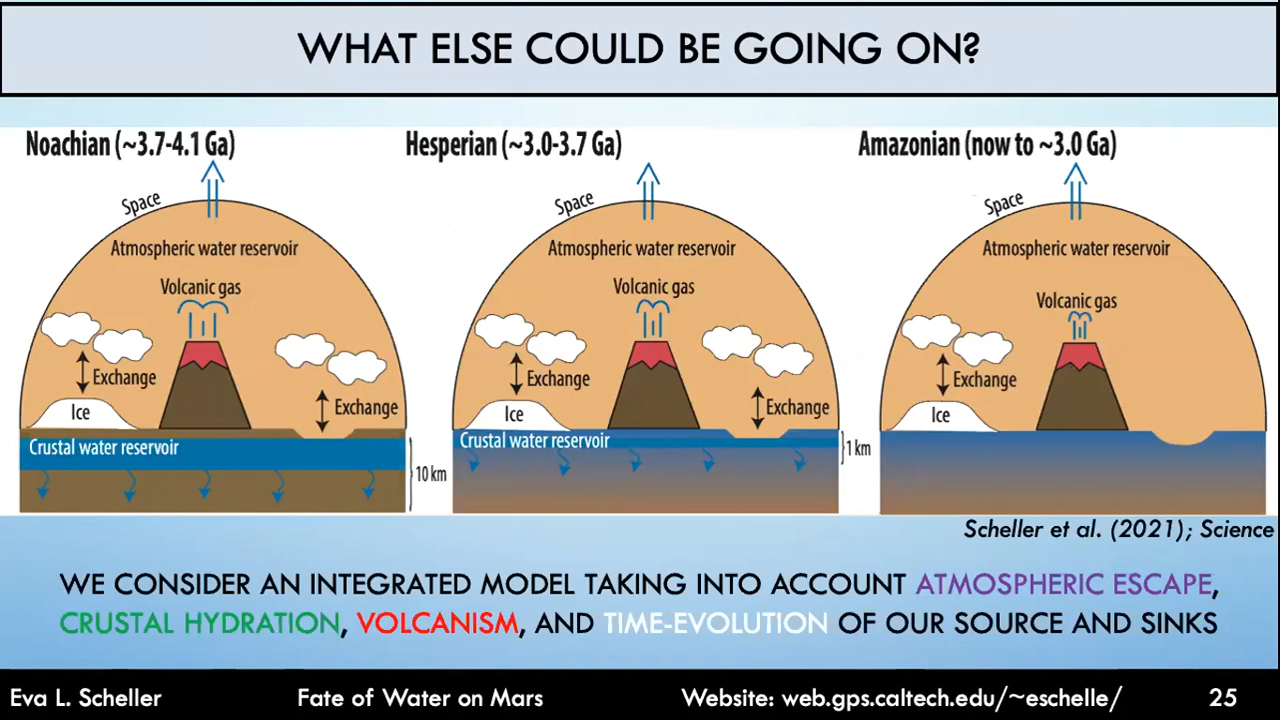 WHAT ELSE COULD BE GOING ON?
Noachian (~3.7-4.1 Ga)
Space
Atmospheric water reservoir
Volcanic gas
Exchange
Exchange
Ice
Crustal water reservoir
10 km
Hesperian (~3.0-3.7 Ga)
Space
Atmospheric water reservoir
Volcanic gas
Exchange
Exchange
Ice
Crustal water reservoir
1 km
Amazonian (now to ~3.0 Ga)
Space
Atmospheric water reservoir
Volcanic gas
Exchange
Ice
Scheller et al. (2021); Science
WE CONSIDER AN INTEGRATED MODEL TAKING INTO ACCOUNT ATMOSPHERIC ESCAPE,
CRUSTAL HYDRATION, VOLCANISM, AND TIME-EVOLUTION OF OUR SOURCE AND SINKS
Eva L. Scheller Fate of Water on Mars Website: web.gps.caltech.edu/~eschelle/ 25